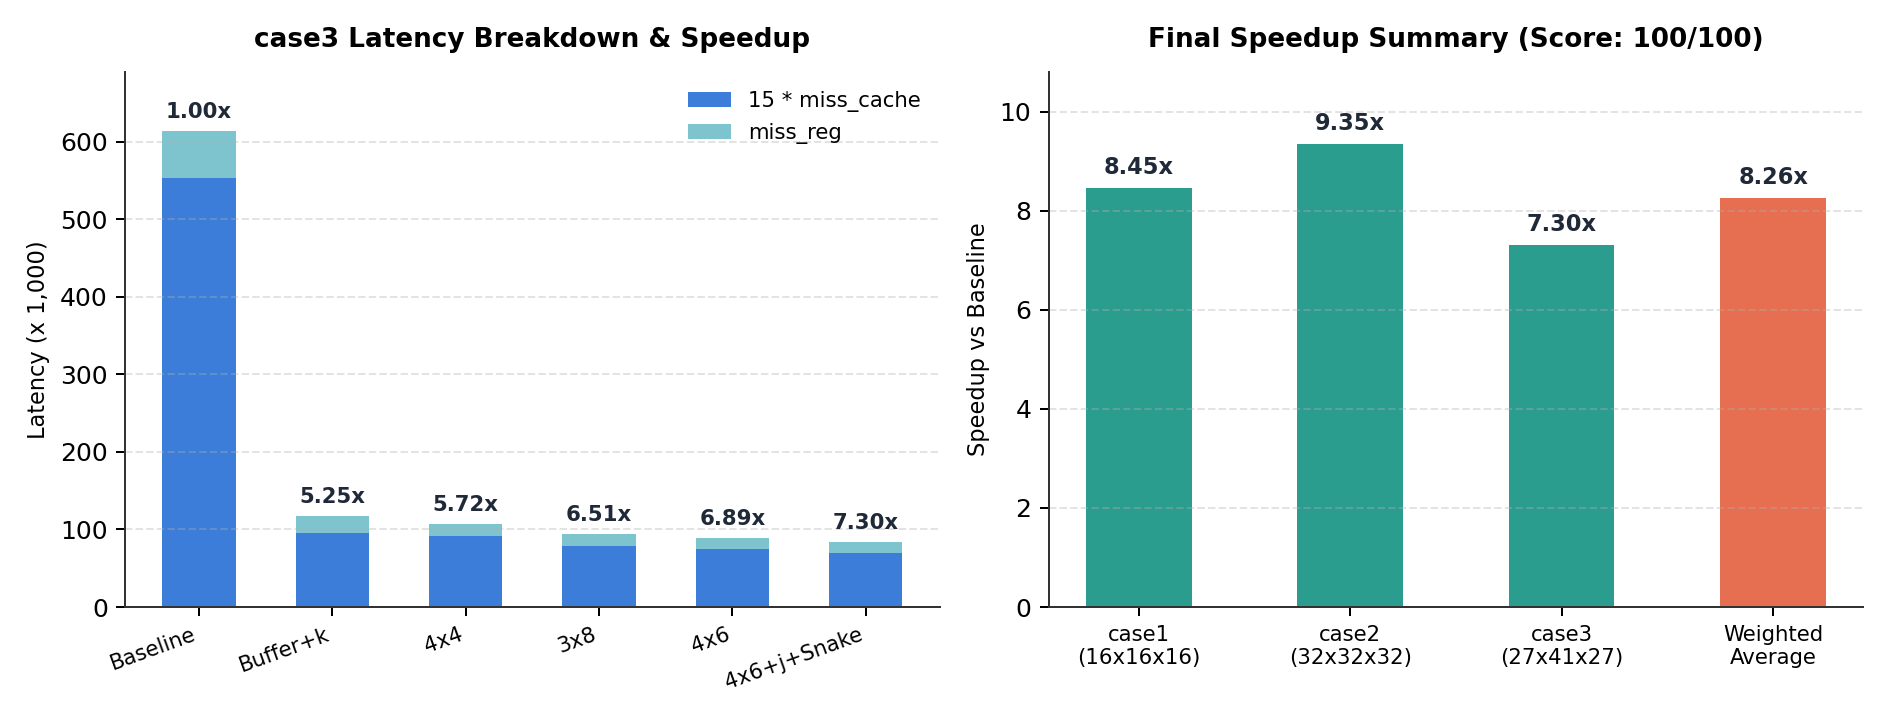 case3 Latency Breakdown & Speedup
Latency (x 1,000)
600
500
400
300
200
100
0
15 * miss_cache
miss_reg
1.00x
5.25x
5.72x
6.51x
6.89x
7.30x
Baseline
Buffer+k
4x4
3x8
4x6
4x6+j+Snake
Final Speedup Summary (Score: 100/100)
Speedup vs Baseline
10
8
6
4
2
0
8.45x
9.35x
7.30x
8.26x
case1
(16x16x16)
case2
(32x32x32)
case3
(27x41x27)
Weighted
Average